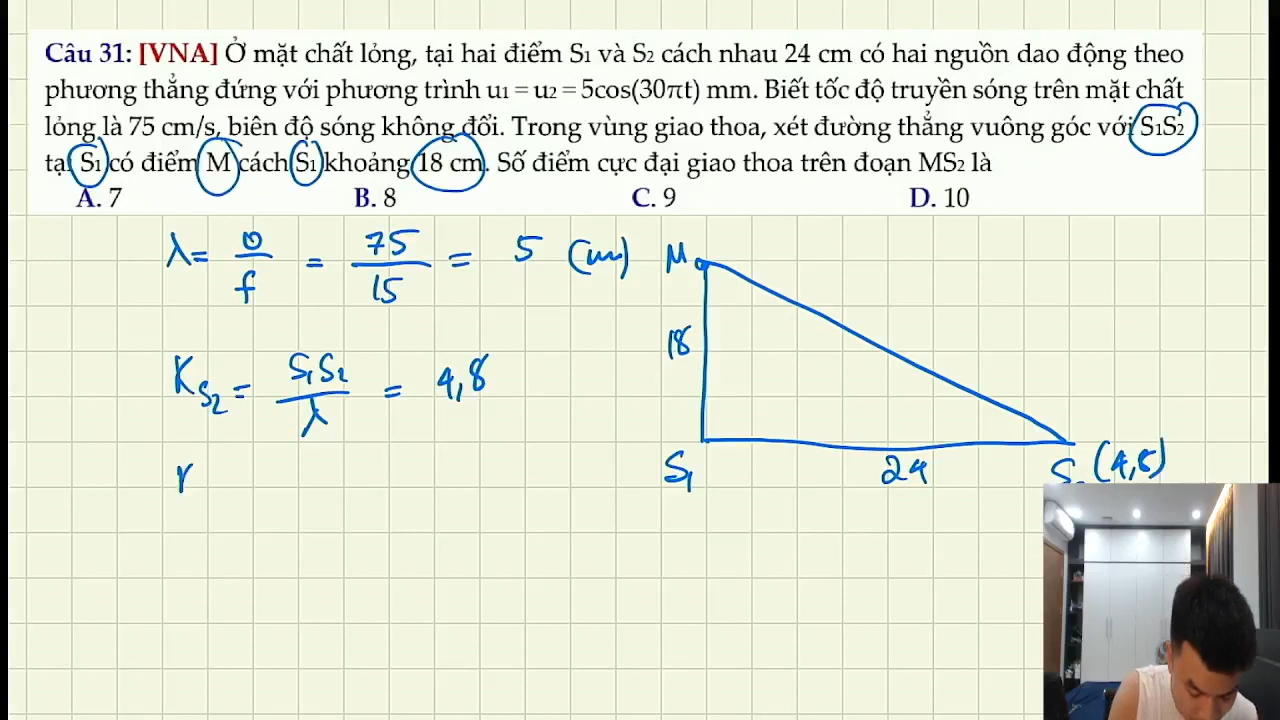 Câu 31: [VNA] Ở mặt chất lỏng, tại hai điểm S₁ và S₂ cách nhau 24 cm có hai nguồn dao động theo
phương thẳng đứng với phương trình u₁ = u₂ = 5cos(30πt) mm. Biết tốc độ truyền sóng trên mặt chất
lỏng là 75 cm/s, biên độ sóng không đổi. Trong vùng giao thoa, xét đường thẳng vuông góc với S₁S₂
tại S₁ có điểm M cách S₁ khoảng 18 cm. Số điểm cực đại giao thoa trên đoạn MS₂ là
A. 7 B. 8 C. 9 D. 10
λ = v/f = 75/15 = 5 (cm)
M
18
K_S₂ = S₁S₂/λ = 4,8
S₁ 24 (4,8)